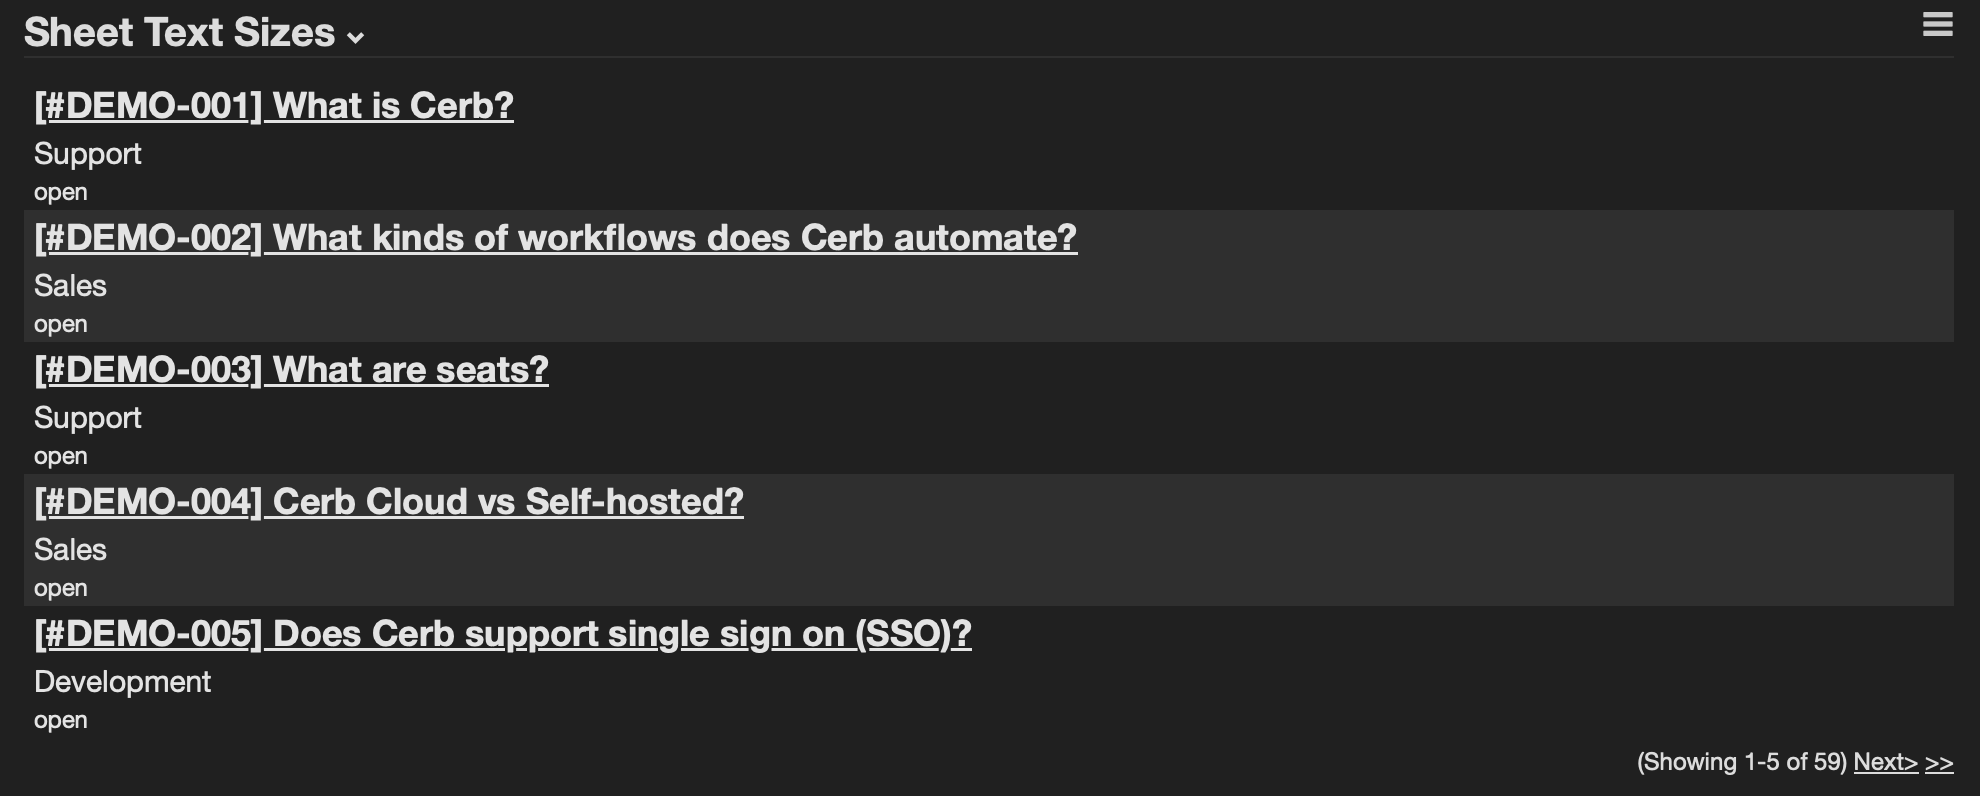 Sheet Text Sizes
[#DEMO-001] What is Cerb?
Support
open
[#DEMO-002] What kinds of workflows does Cerb automate?
Sales
open
[#DEMO-003] What are seats?
Support
open
[#DEMO-004] Cerb Cloud vs Self-hosted?
Sales
open
[#DEMO-005] Does Cerb support single sign on (SSO)?
Development
open
(Showing 1-5 of 59) Next> >>